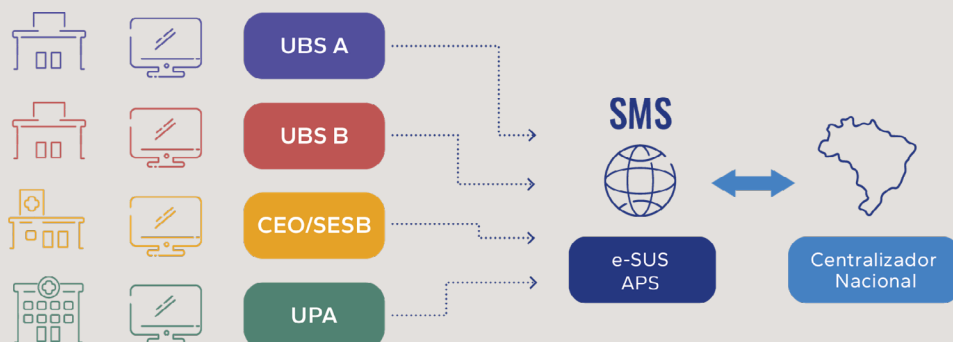 UBS A
UBS B
CEO/SESB
UPA
SMS
e-SUS
APS
Centralizador
Nacional